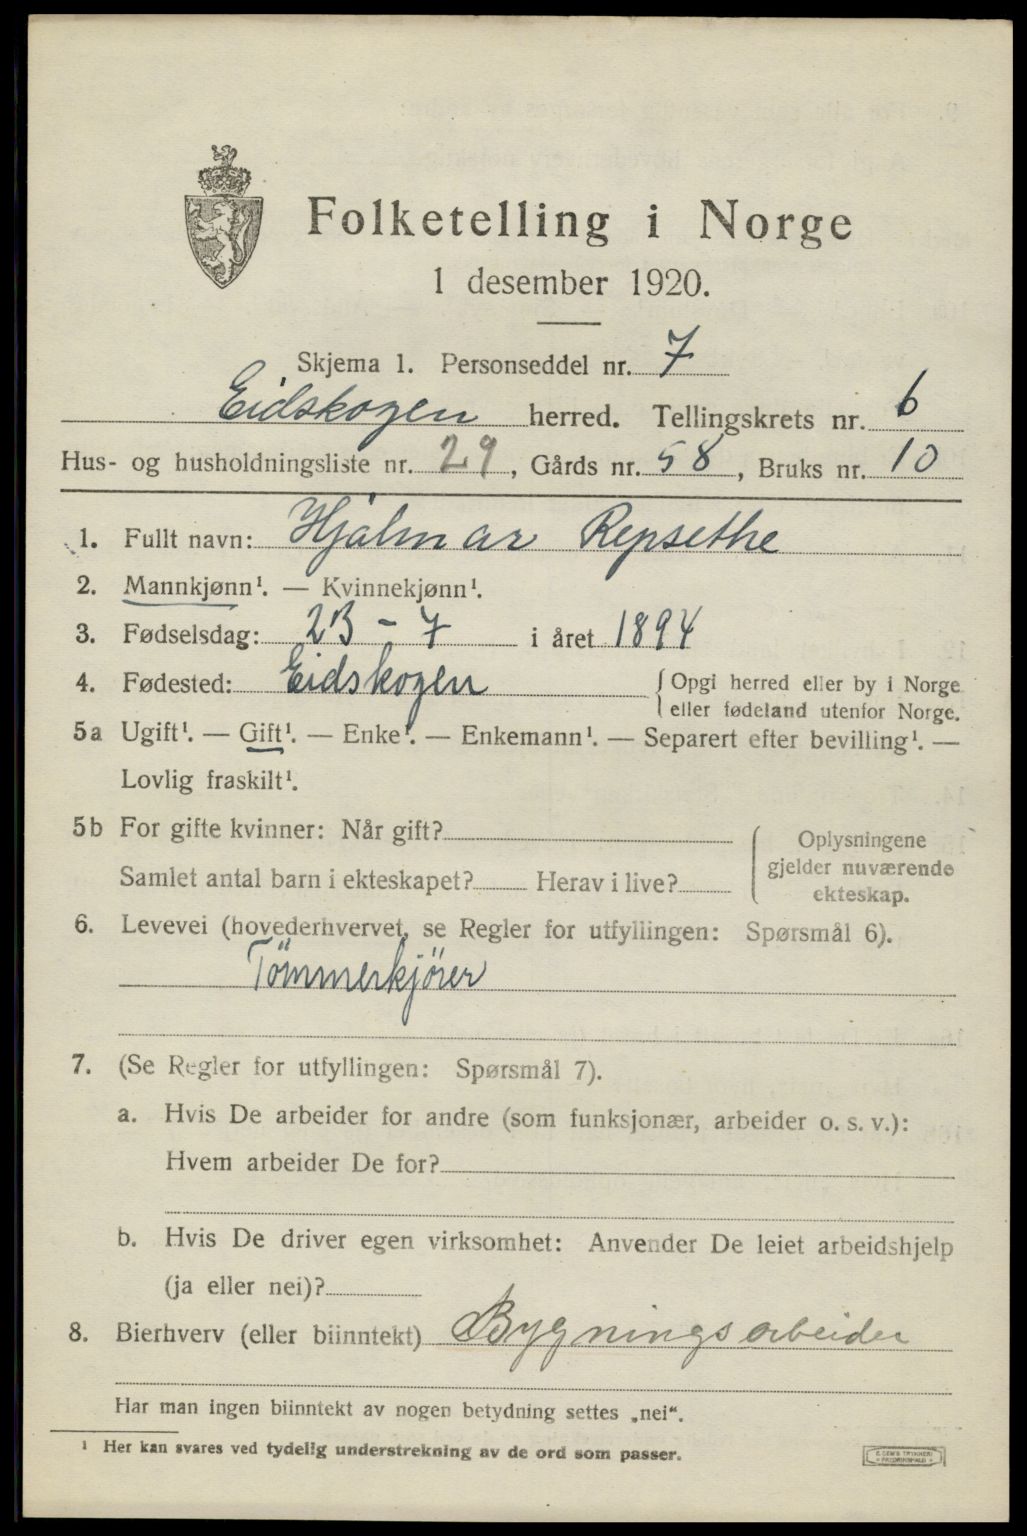 Folketelling i Norge
1 desember 1920.
Skjema 1. Personseddel nr. 7
Eidskogen herred. Tellingskrets nr. 6
Hus- og husholdningsliste nr. 29, Gårds nr. 58, Bruks nr. 10
1. Fullt navn: Hjalmar Repsethe
2. Mannkjønn¹. — Kvinnekjønn¹.
3. Fødselsdag: 23 - 7 i året 1894
4. Fødested: Eidskogen { Opgi herred eller by i Norge
eller fødeland utenfor Norge.
5a Ugift¹. — Gift¹. — Enke¹. — Enkemann¹. — Separert efter bevilling¹. —
Lovlig fraskilt¹.
5b For gifte kvinner: Når gift?
Samlet antal barn i ekteskapet? Herav i live?
{ Oplysningene
gjelder nuværende
ekteskap.
6. Levevei (hovederhvervet, se Regler for utfyllingen: Spørsmål 6).
Tömmerkjörer
7. (Se Regler for utfyllingen: Spørsmål 7).
a. Hvis De arbeider for andre (som funksjonær, arbeider o. s. v.):
Hvem arbeider De for?
b. Hvis De driver egen virksomhet: Anvender De leiet arbeidshjelp
(ja eller nei)?
8. Bierhverv (eller biinntekt) Bygningsarbeider
Har man ingen biinntekt av nogen betydning settes „nei“.
¹ Her kan svares ved tydelig understrekning av de ord som passer.